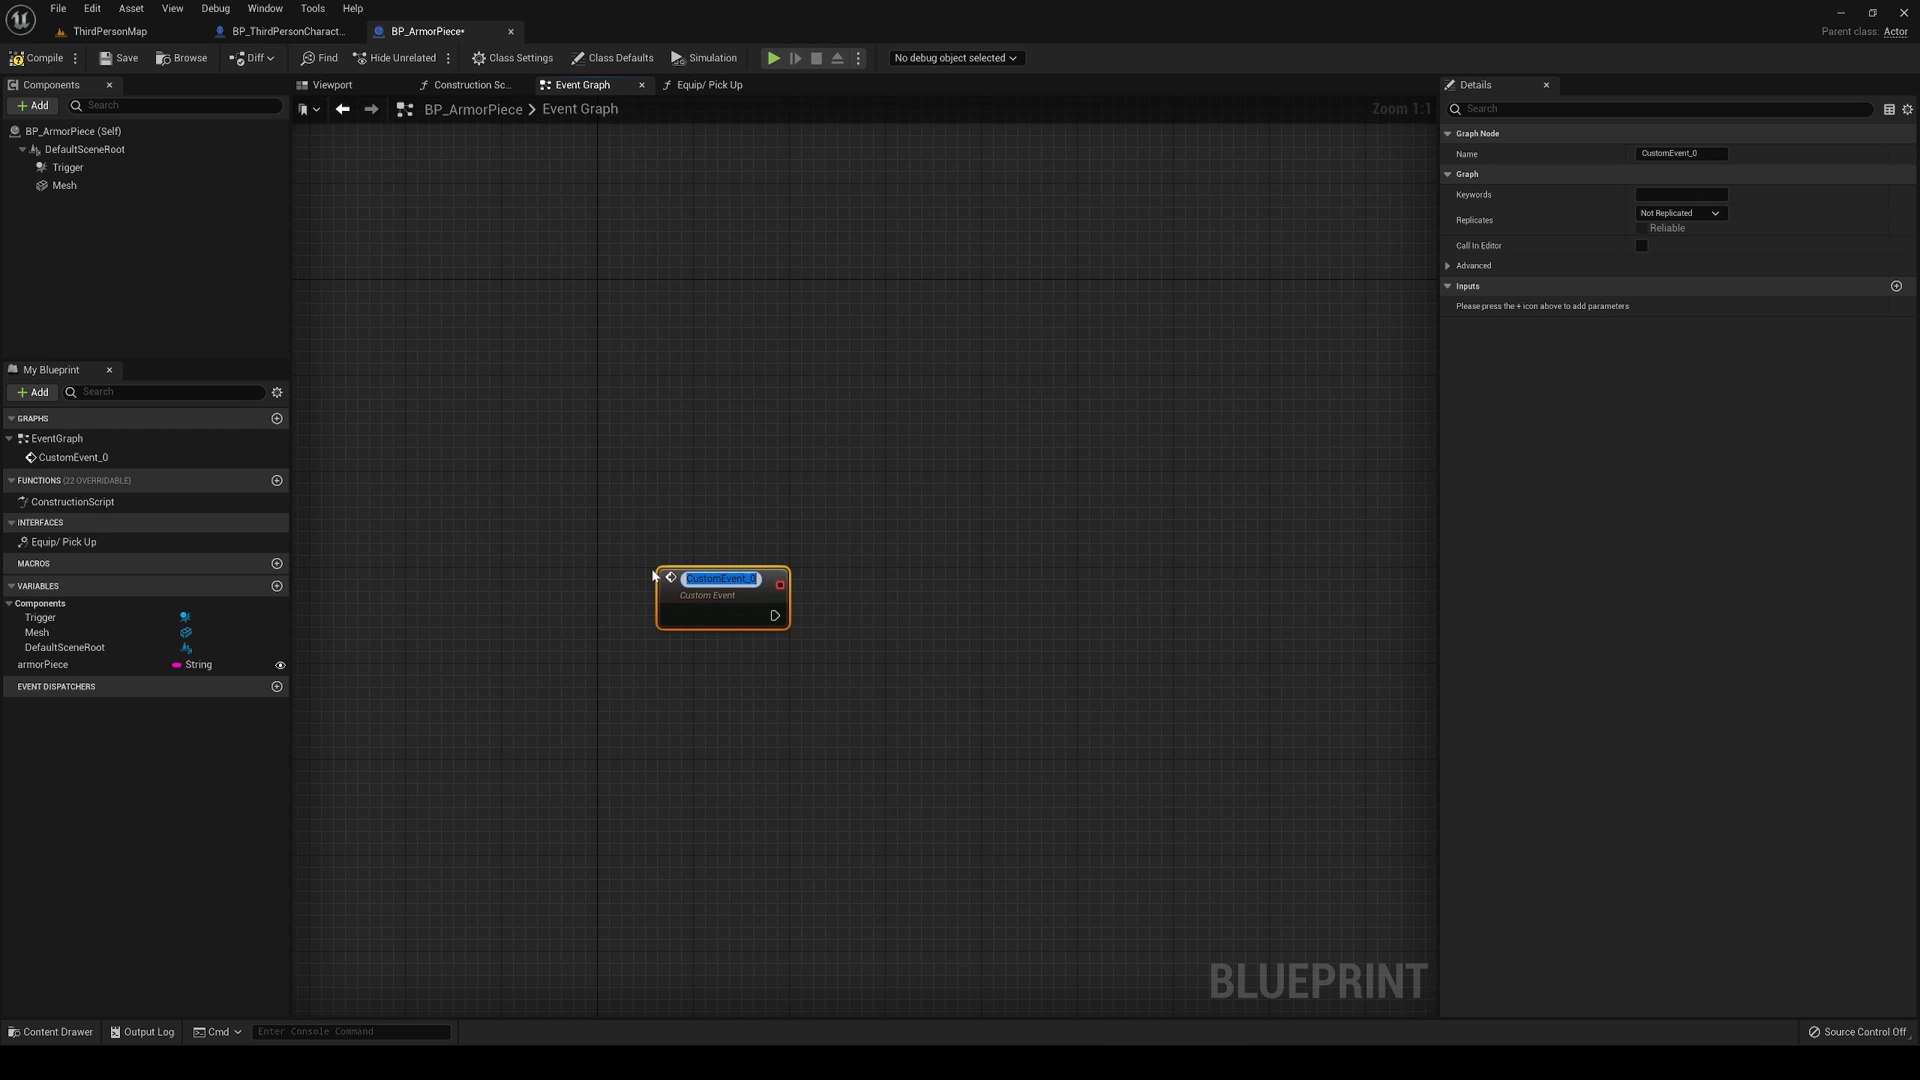 File Edit Asset View Debug Window Tools Help
ThirdPersonMap BP_ThirdPersonCharact... BP_ArmorPiece*
Parent class: Actor
Compile Save Browse Diff Find Hide Unrelated Class Settings Class Defaults Simulation No debug object selected
Components
Viewport Construction Sc... Event Graph Equip/ Pick Up
Details
Add Search
BP_ArmorPiece > Event Graph
Zoom 1:1
Search
BP_ArmorPiece (Self)
DefaultSceneRoot
Trigger
Mesh
Graph Node
Name CustomEvent_0
Graph
Keywords
Replicates Not Replicated
Reliable
Call In Editor
Advanced
Inputs
Please press the + icon above to add parameters
My Blueprint
Add Search
GRAPHS
EventGraph
CustomEvent_0
FUNCTIONS (22 OVERRIDABLE)
ConstructionScript
INTERFACES
Equip/ Pick Up
MACROS
VARIABLES
Components
Trigger
Mesh
DefaultSceneRoot
armorPiece String
EVENT DISPATCHERS
CustomEvent_0
Custom Event
BLUEPRINT
Content Drawer Output Log Cmd Enter Console Command
Source Control Off